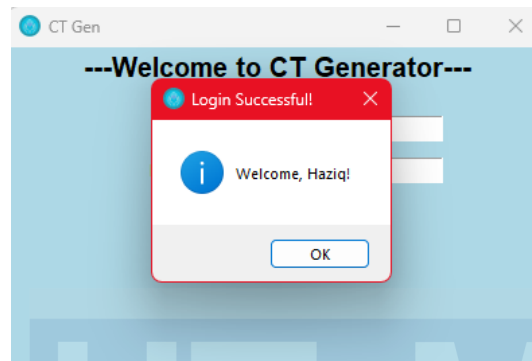 CT Gen
---Welcome to CT Generator---
Login Successful!
Welcome, Haziq!
OK